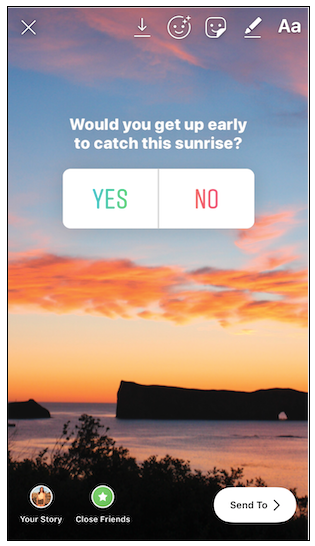 Aa
Would you get up early
to catch this sunrise?
YES NO
Your Story Close Friends Send To